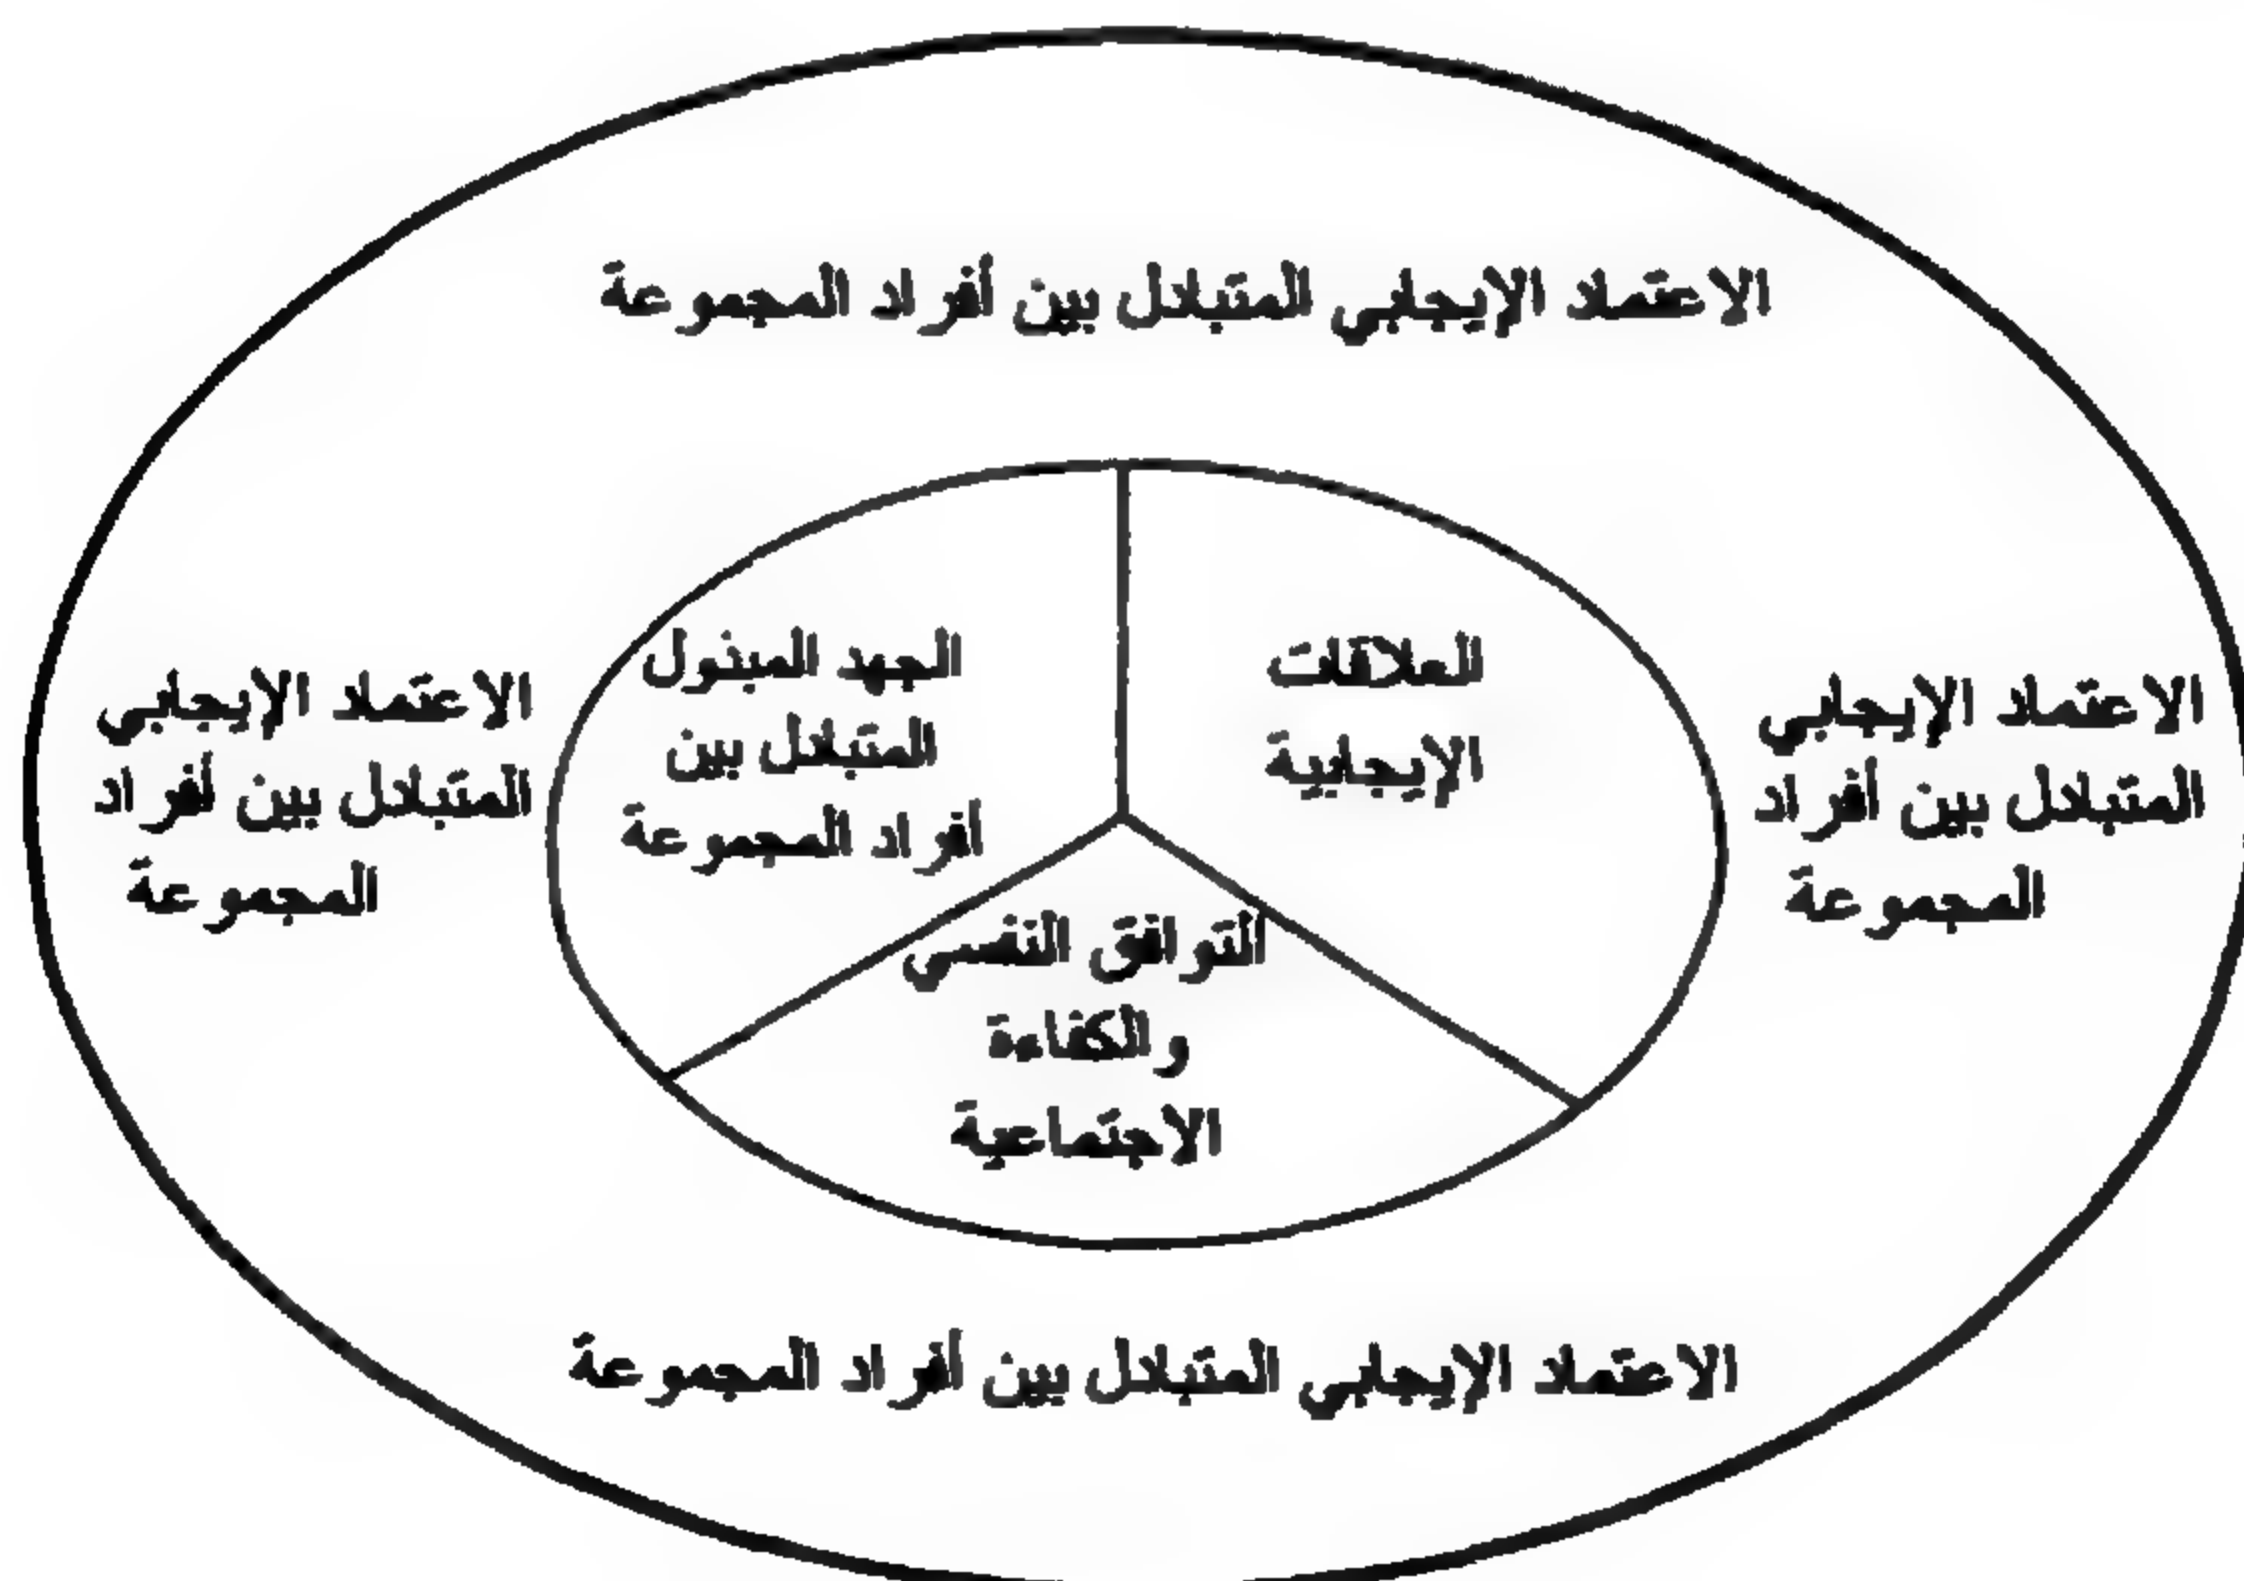 الاعتماد الإيجابي المتبادل بين أفراد المجموعة
الاعتماد الإيجابي
المتبادل بين أفراد
المجموعة
العلاقات
الإيجابية
الجهد المبذول
المتبادل بين
افراد المجموعة
الاعتماد الإيجابي
المتبادل بين أفراد
المجموعة
التوافق النفسي
والكفاءة
الاجتماعية
الاعتماد الإيجابي المتبادل بين أفراد المجموعة